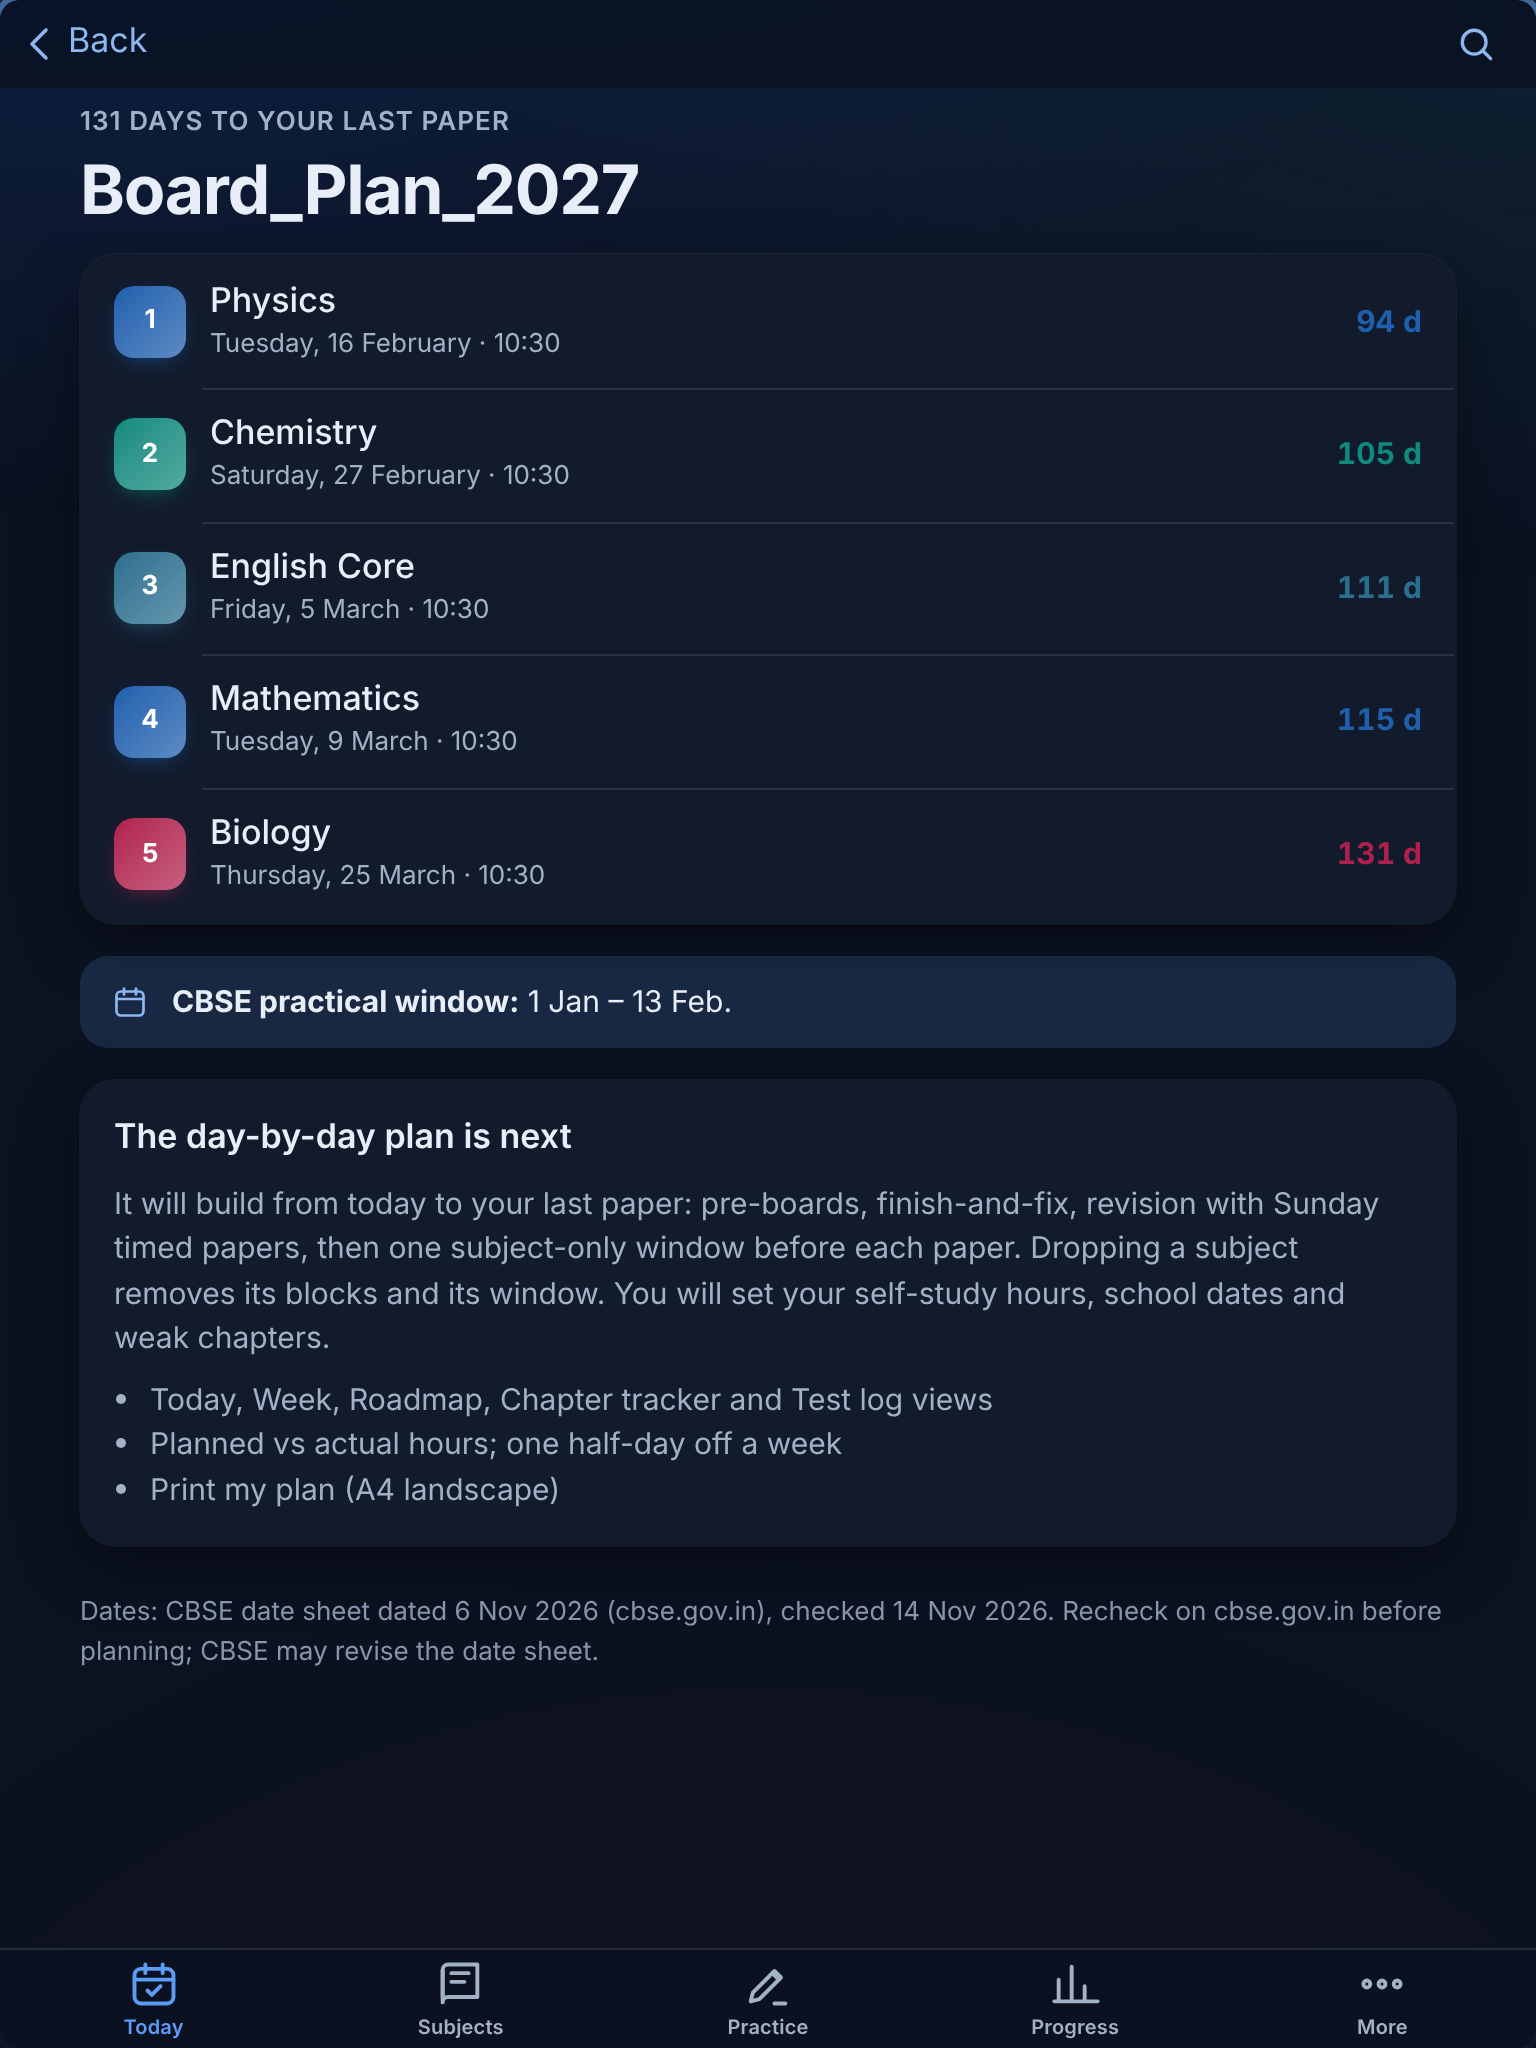 Back
131 DAYS TO YOUR LAST PAPER
Board_Plan_2027
1
Physics
Tuesday, 16 February · 10:30
94 d
2
Chemistry
Saturday, 27 February · 10:30
105 d
3
English Core
Friday, 5 March · 10:30
111 d
4
Mathematics
Tuesday, 9 March · 10:30
115 d
5
Biology
Thursday, 25 March · 10:30
131 d
CBSE practical window: 1 Jan – 13 Feb.
The day-by-day plan is next
It will build from today to your last paper: pre-boards, finish-and-fix, revision with Sunday
timed papers, then one subject-only window before each paper. Dropping a subject
removes its blocks and its window. You will set your self-study hours, school dates and
weak chapters.
• Today, Week, Roadmap, Chapter tracker and Test log views
• Planned vs actual hours; one half-day off a week
• Print my plan (A4 landscape)
Dates: CBSE date sheet dated 6 Nov 2026 (cbse.gov.in), checked 14 Nov 2026. Recheck on cbse.gov.in before
planning; CBSE may revise the date sheet.
Today
Subjects
Practice
Progress
More